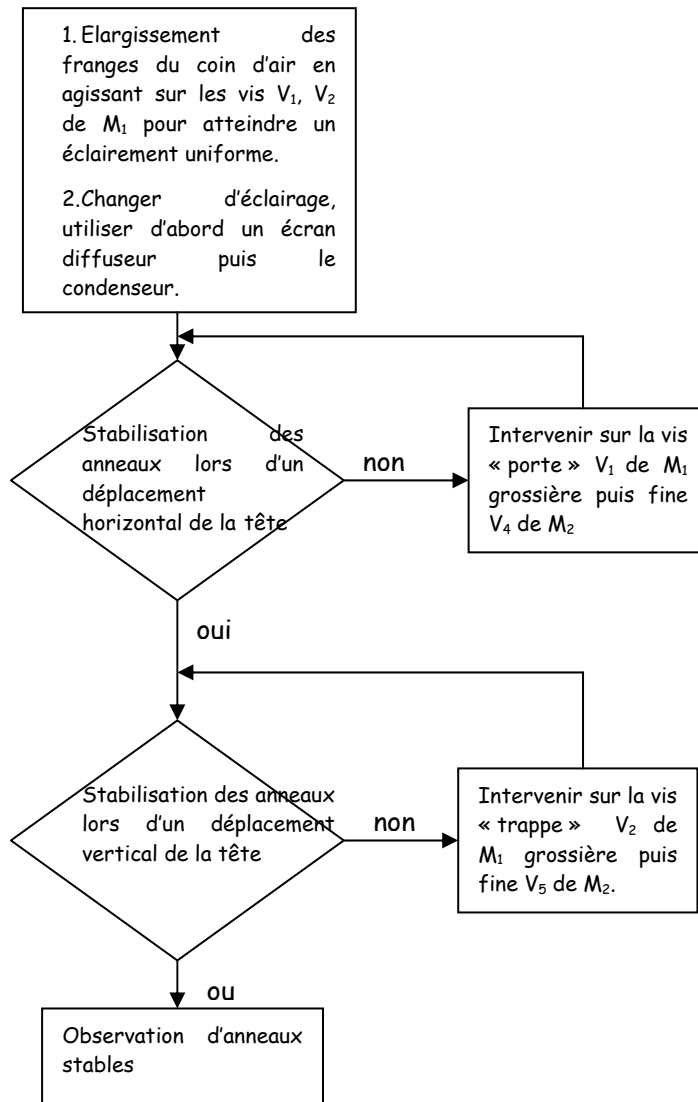 1. Elargissement des
franges du coin d'air en
agissant sur les vis V₁, V₂
de M₁ pour atteindre un
éclairement uniforme.
2.Changer d'éclairage,
utiliser d'abord un écran
diffuseur puis le
condenseur.
Stabilisation des
anneaux lors d'un
déplacement
horizontal de la tête
non
Intervenir sur la vis
« porte » V₁ de M₁
grossière puis fine
V₄ de M₂
oui
Stabilisation des anneaux
lors d'un déplacement
vertical de la tête
non
Intervenir sur la vis
« trappe » V₂ de
M₁ grossière puis
fine V₅ de M₂.
ou
Observation d'anneaux
stables